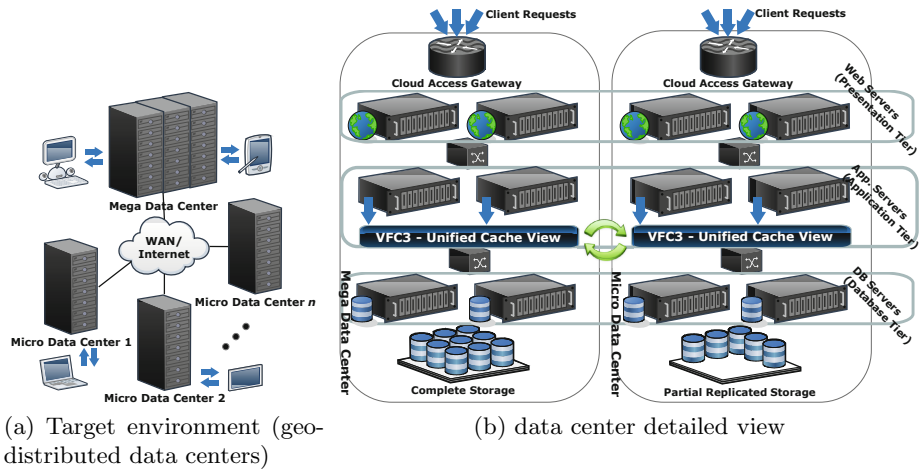 Mega Data Center
WAN/
Internet
Micro Data Center n
Micro Data Center 1
Micro Data Center 2
(a) Target environment (geo-
distributed data centers)
Client Requests
Client Requests
Cloud Access Gateway
Cloud Access Gateway
Web Servers
(Presentation Tier)
App. Servers
(Application Tier)
VFC3 – Unified Cache View
VFC3 – Unified Cache View
DB Servers
(Database Tier)
Mega Data Center
Micro Data Center
Complete Storage
Partial Replicated Storage
(b) data center detailed view